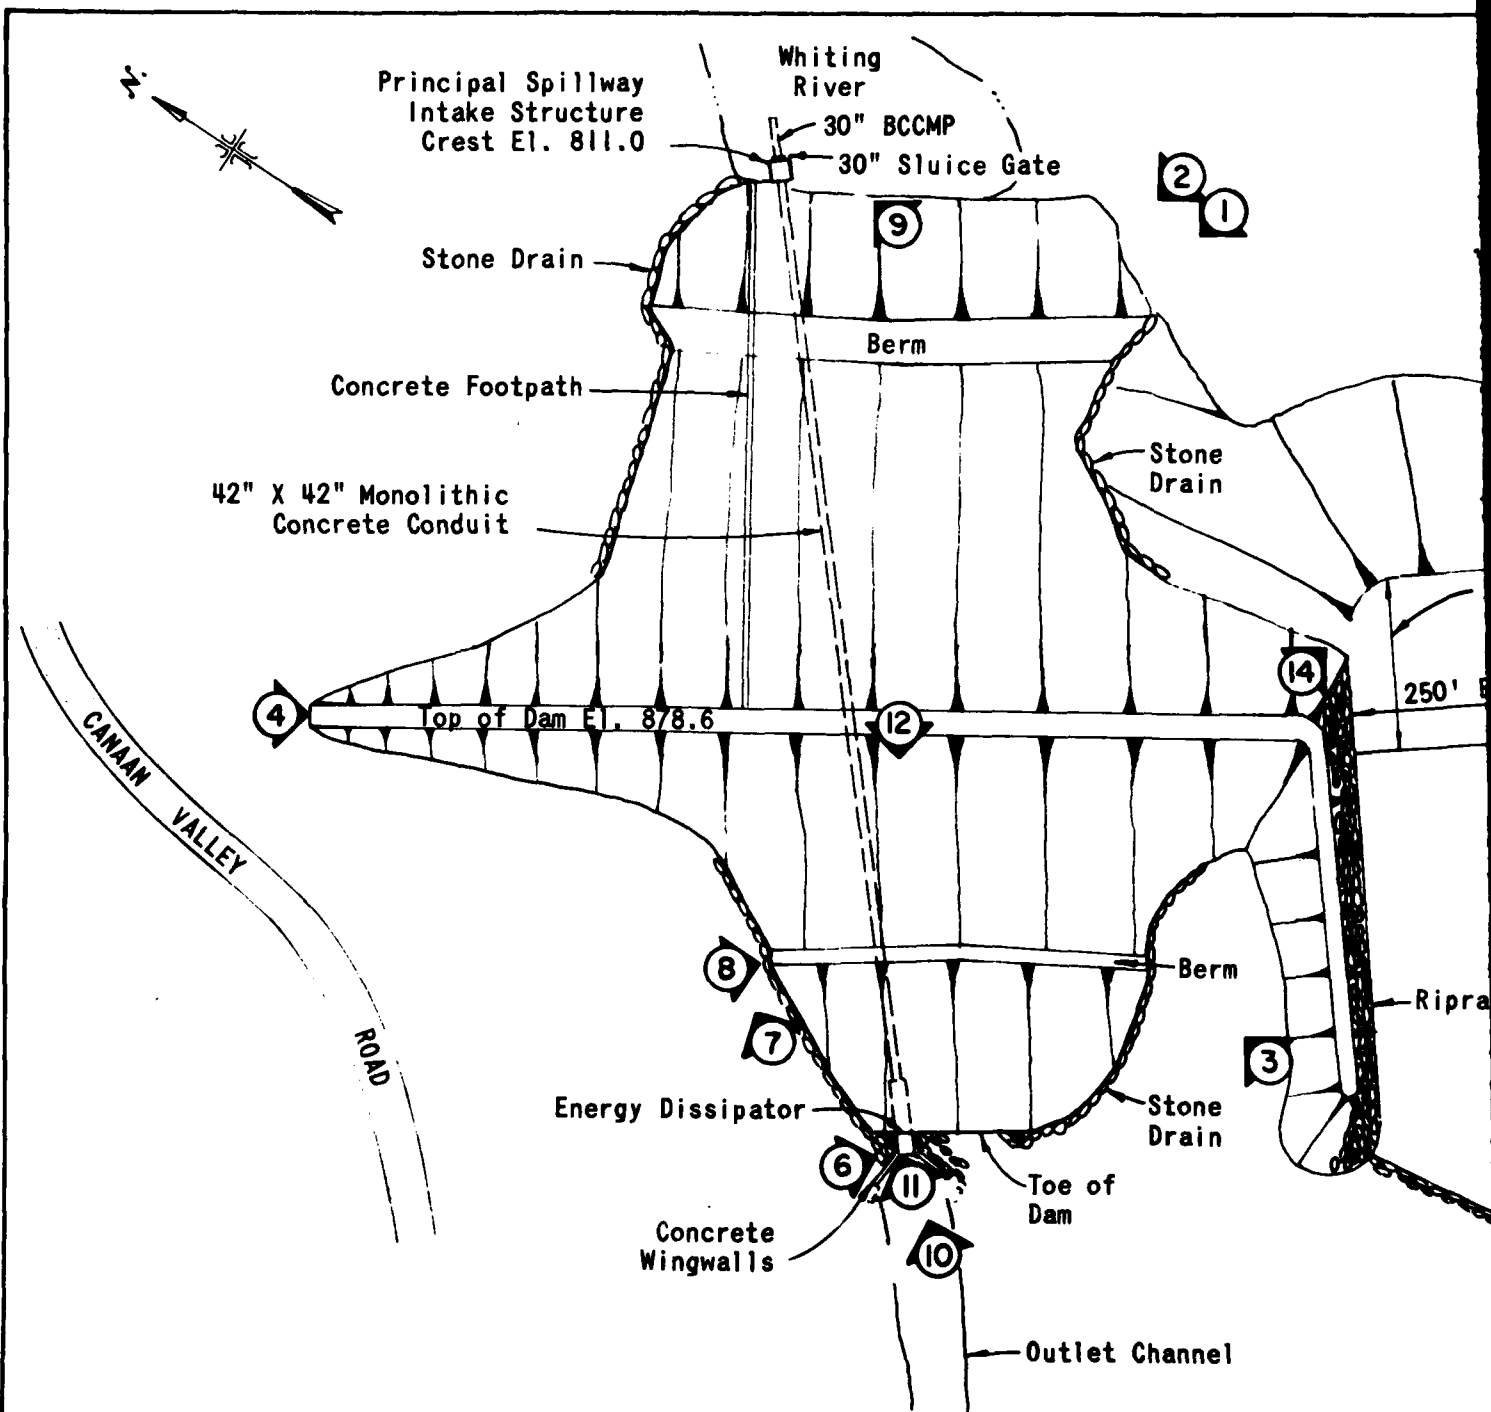 N.
Principal Spillway
Intake Structure
Crest El. 811.0
Whiting
River
30" BCCMP
30" Sluice Gate
2
1
9
Stone Drain
Berm
Concrete Footpath
Stone
Drain
42" X 42" Monolithic
Concrete Conduit
14
250'
4
Top of Dam El. 878.6
12
CANAAN VALLEY ROAD
8
Berm
Ripra
7
3
Energy Dissipator
Stone
Drain
6
11
Toe of
Dam
Concrete
Wingwalls
10
Outlet Channel